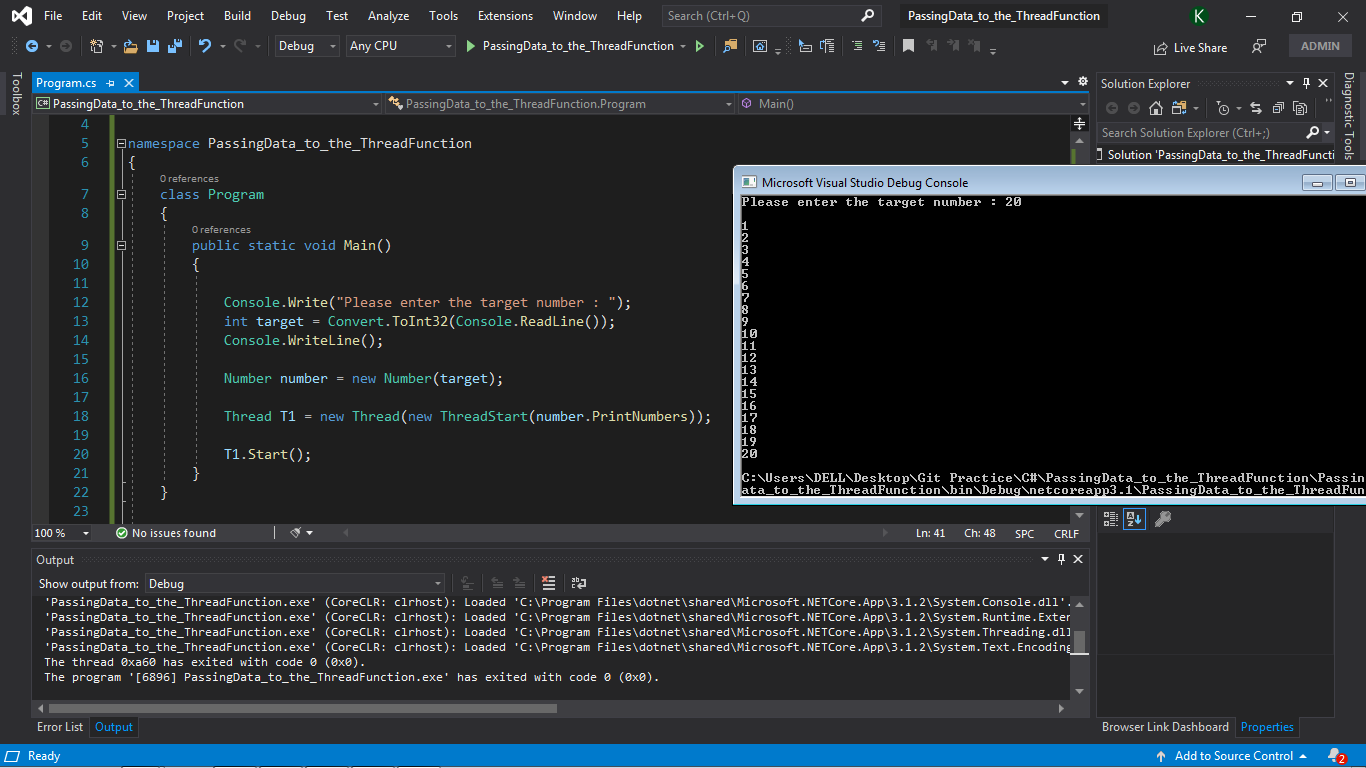 File Edit View Project Build Debug Test Analyze Tools Extensions Window Help Search (Ctrl+Q) PassingData_to_the_ThreadFunction K
Debug Any CPU PassingData_to_the_ThreadFunction Live Share ADMIN
Toolbox
Program.cs
C# PassingData_to_the_ThreadFunction PassingData_to_the_ThreadFunction.Program Main()
4
5 namespace PassingData_to_the_ThreadFunction
6 {
0 references
7 class Program
8 {
0 references
9 public static void Main()
10 {
11
12 Console.Write("Please enter the target number : ");
13 int target = Convert.ToInt32(Console.ReadLine());
14 Console.WriteLine();
15
16 Number number = new Number(target);
17
18 Thread T1 = new Thread(new ThreadStart(number.PrintNumbers));
19
20 T1.Start();
21 }
22 }
23
100 % No issues found Ln: 41 Ch: 48 SPC CRLF
Solution Explorer
Search Solution Explorer (Ctrl+;)
Solution 'PassingData_to_the_ThreadFuncti
Diagnostic Tools
Microsoft Visual Studio Debug Console
Please enter the target number : 20
1
2
3
4
5
6
7
8
9
10
11
12
13
14
15
16
17
18
19
20
C:\Users\DELL\Desktop\Git Practice\C#\PassingData_to_the_ThreadFunction\Passin
ata_to_the_ThreadFunction\bin\Debug\netcoreapp3.1\PassingData_to_the_ThreadFun
Output
Show output from: Debug
'PassingData_to_the_ThreadFunction.exe' (CoreCLR: clrhost): Loaded 'C:\Program Files\dotnet\shared\Microsoft.NETCore.App\3.1.2\System.Console.dll'.
'PassingData_to_the_ThreadFunction.exe' (CoreCLR: clrhost): Loaded 'C:\Program Files\dotnet\shared\Microsoft.NETCore.App\3.1.2\System.Runtime.Exter
'PassingData_to_the_ThreadFunction.exe' (CoreCLR: clrhost): Loaded 'C:\Program Files\dotnet\shared\Microsoft.NETCore.App\3.1.2\System.Threading.dll
'PassingData_to_the_ThreadFunction.exe' (CoreCLR: clrhost): Loaded 'C:\Program Files\dotnet\shared\Microsoft.NETCore.App\3.1.2\System.Text.Encoding
The thread 0xa60 has exited with code 0 (0x0).
The program '[6896] PassingData_to_the_ThreadFunction.exe' has exited with code 0 (0x0).
Error List Output
Browser Link Dashboard Properties
Ready Add to Source Control 2